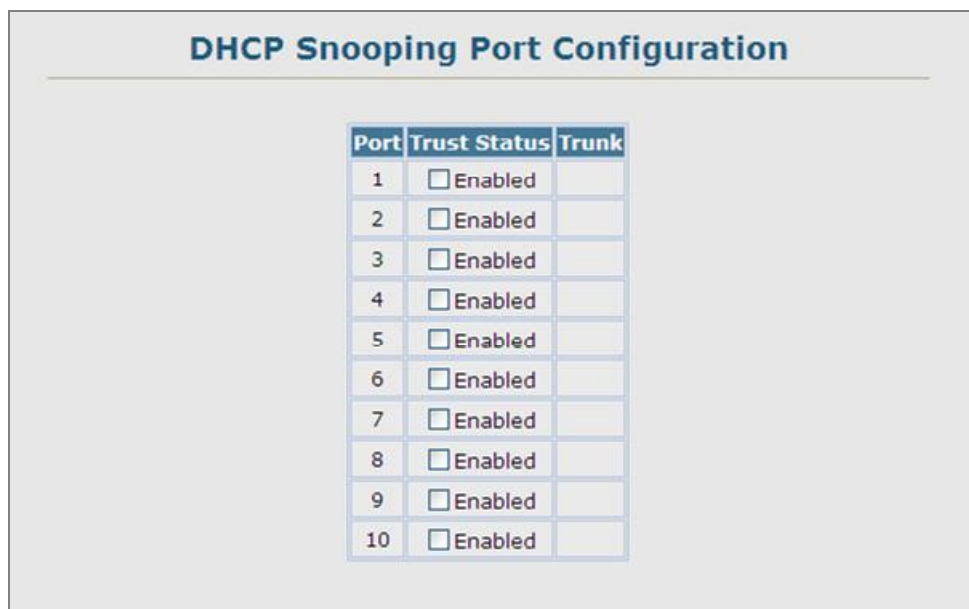 DHCP Snooping Port Configuration
Port Trust Status Trunk
1 Enabled
2 Enabled
3 Enabled
4 Enabled
5 Enabled
6 Enabled
7 Enabled
8 Enabled
9 Enabled
10 Enabled